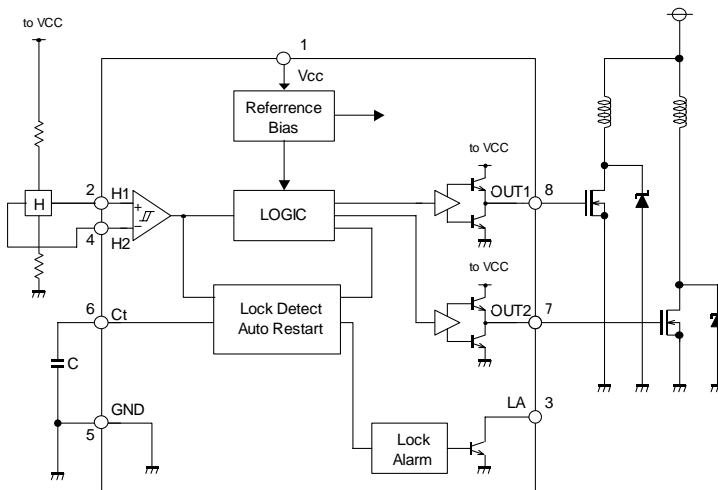 to VCC
1
Vcc
Referrence
Bias
to VCC
2
H1
H
LOGIC
OUT1
8
4
H2
to VCC
6
Ct
Lock Detect
Auto Restart
OUT2
7
C
GND
5
LA
3
Lock
Alarm